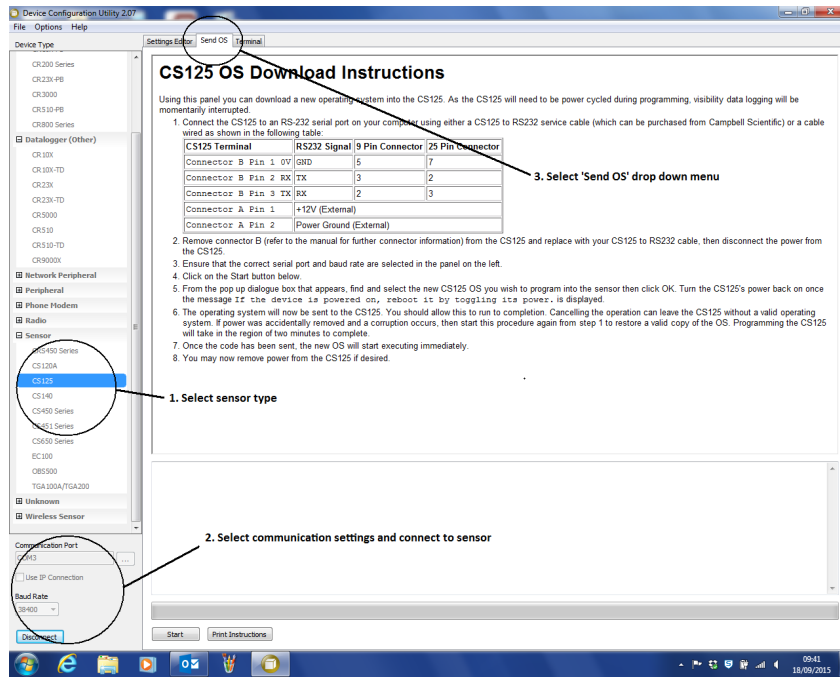 Device Configuration Utility 2.07
File Options Help
Device Type
CR200 Series
CR23X-PB
CR3000
CR510-PB
CR800 Series
Datalogger (Other)
CR10X
CR10X-TD
CR23X
CR23X-TD
CR5000
CR510
CR510-TD
CR9000X
Network Peripheral
Peripheral
Phone Modem
Radio
Sensor
CRS450 Series
CS120A
CS125
CS140
CS450 Series
CS451 Series
CS650 Series
EC100
OBS500
TGA100A/TGA200
Unknown
Wireless Sensor
Communication Port
COM3
...
Use IP Connection
Baud Rate
38400
Disconnect
Settings Editor Send OS Terminal
CS125 OS Download Instructions
Using this panel you can download a new operating system into the CS125. As the CS125 will need to be power cycled during programming, visibility data logging will be
momentarily interrupted.
1. Connect the CS125 to an RS-232 serial port on your computer using either a CS125 to RS232 service cable (which can be purchased from Campbell Scientific) or a cable
wired as shown in the following table:
CS125 Terminal RS232 Signal 9 Pin Connector 25 Pin Connector
Connector B Pin 1 0V GND 5 7
Connector B Pin 2 RX TX 3 2
Connector B Pin 3 TX RX 2 3
Connector A Pin 1 +12V (External)
Connector A Pin 2 Power Ground (External)
2. Remove connector B (refer to the manual for further connector information) from the CS125 and replace with your CS125 to RS232 cable, then disconnect the power from
the CS125.
3. Ensure that the correct serial port and baud rate are selected in the panel on the left.
4. Click on the Start button below.
5. From the pop up dialogue box that appears, find and select the new CS125 OS you wish to program into the sensor then click OK. Turn the CS125's power back on once
the message If the device is powered on, reboot it by toggling its power. is displayed.
6. The operating system will now be sent to the CS125. You should allow this to run to completion. Cancelling the operation can leave the CS125 without a valid operating
system. If power was accidentally removed and a corruption occurs, then start this procedure again from step 1 to restore a valid copy of the OS. Programming the CS125
will take in the region of two minutes to complete.
7. Once the code has been sent, the new OS will start executing immediately.
8. You may now remove power from the CS125 if desired.
3. Select 'Send OS' drop down menu
1. Select sensor type
2. Select communication settings and connect to sensor
Start Print Instructions
09:41
18/09/2015